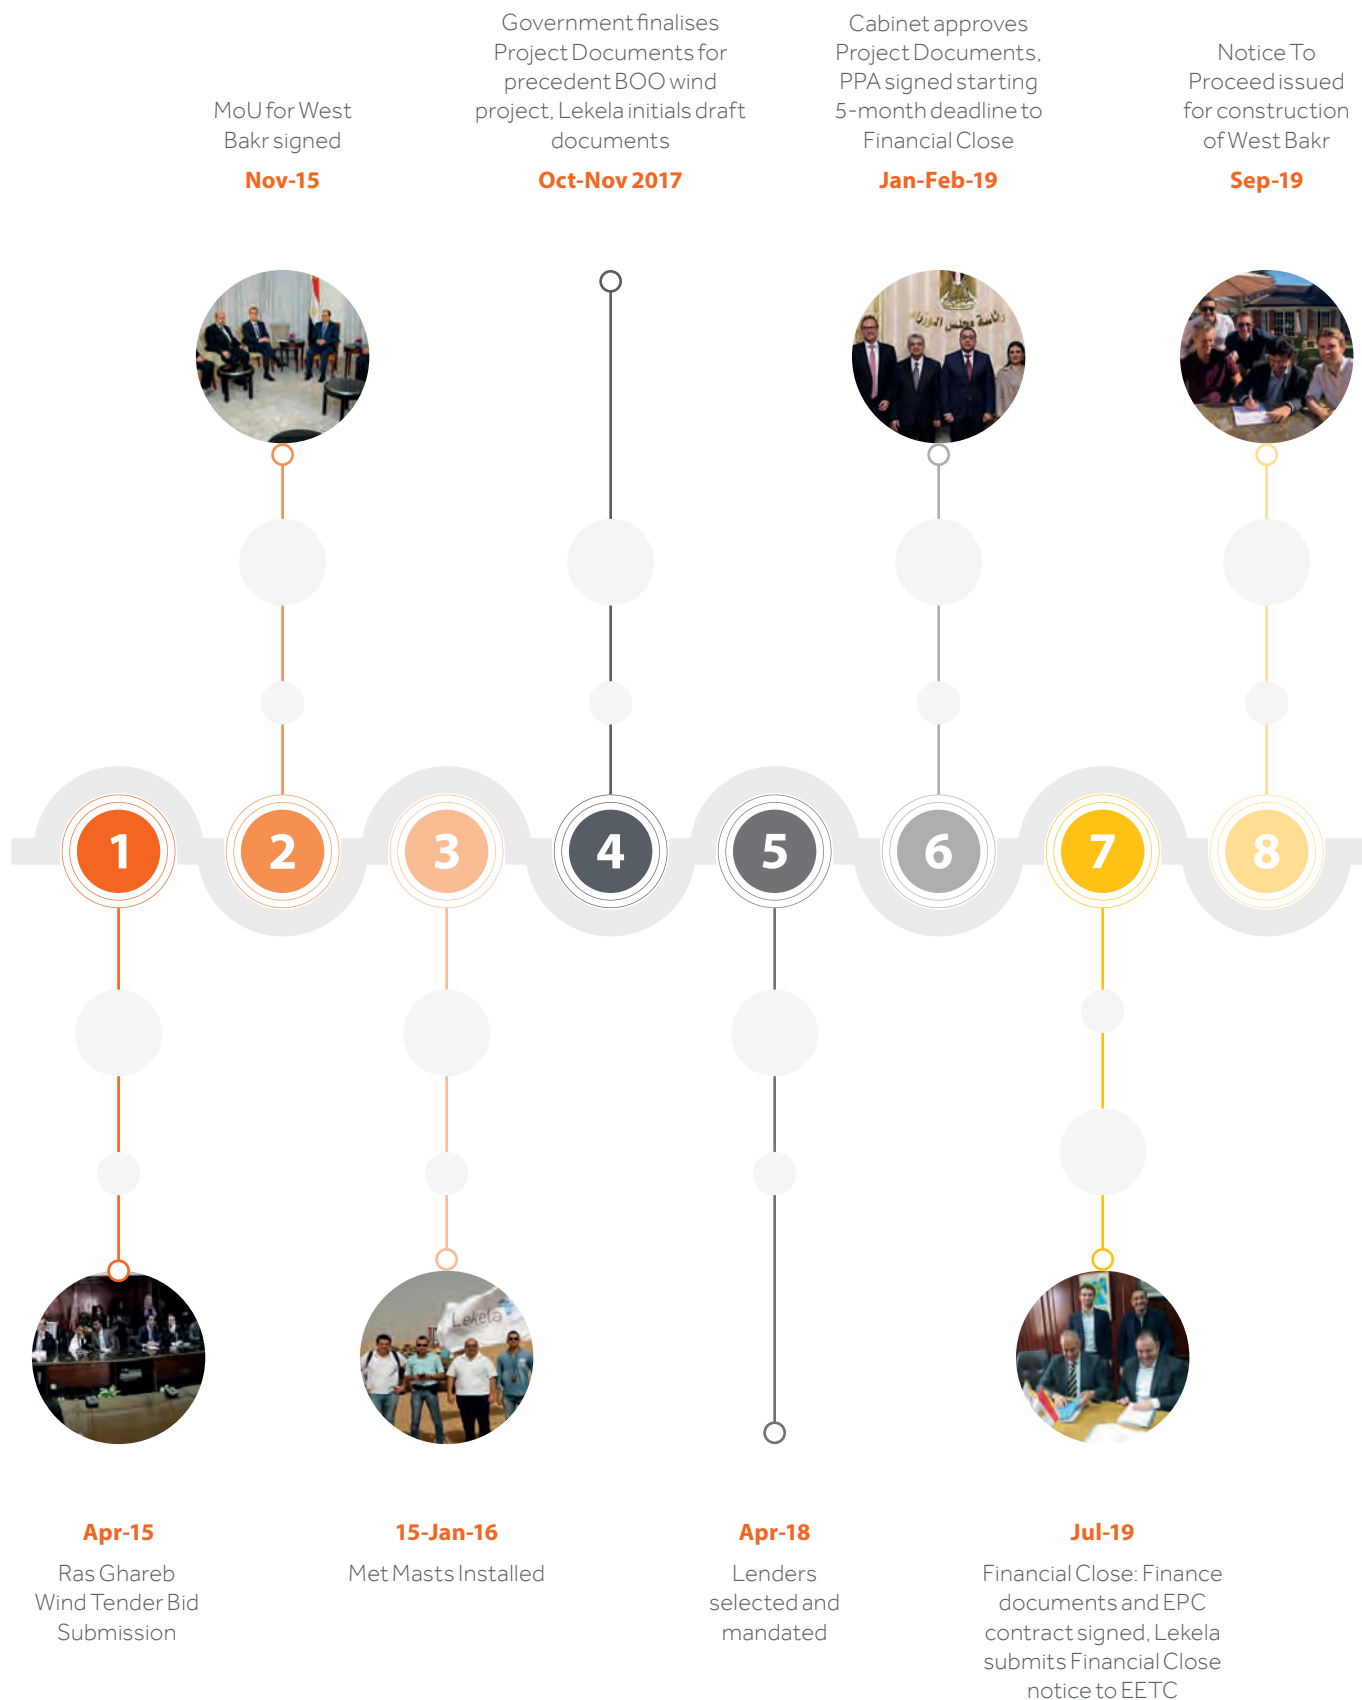 MoU for West
Bakr signed
Nov-15
Government finalises
Project Documents for
precedent BOO wind
project, Lekela initials draft
documents
Oct-Nov 2017
Cabinet approves
Project Documents,
PPA signed starting
5-month deadline to
Financial Close
Jan-Feb-19
Notice To
Proceed issued
for construction
of West Bakr
Sep-19
رئاسة مجلس الوزراء
1
2
3
4
5
6
7
8
Lekela
Apr-15
Ras Ghareb
Wind Tender Bid
Submission
15-Jan-16
Met Masts Installed
Apr-18
Lenders
selected and
mandated
Jul-19
Financial Close: Finance
documents and EPC
contract signed, Lekela
submits Financial Close
notice to EETC